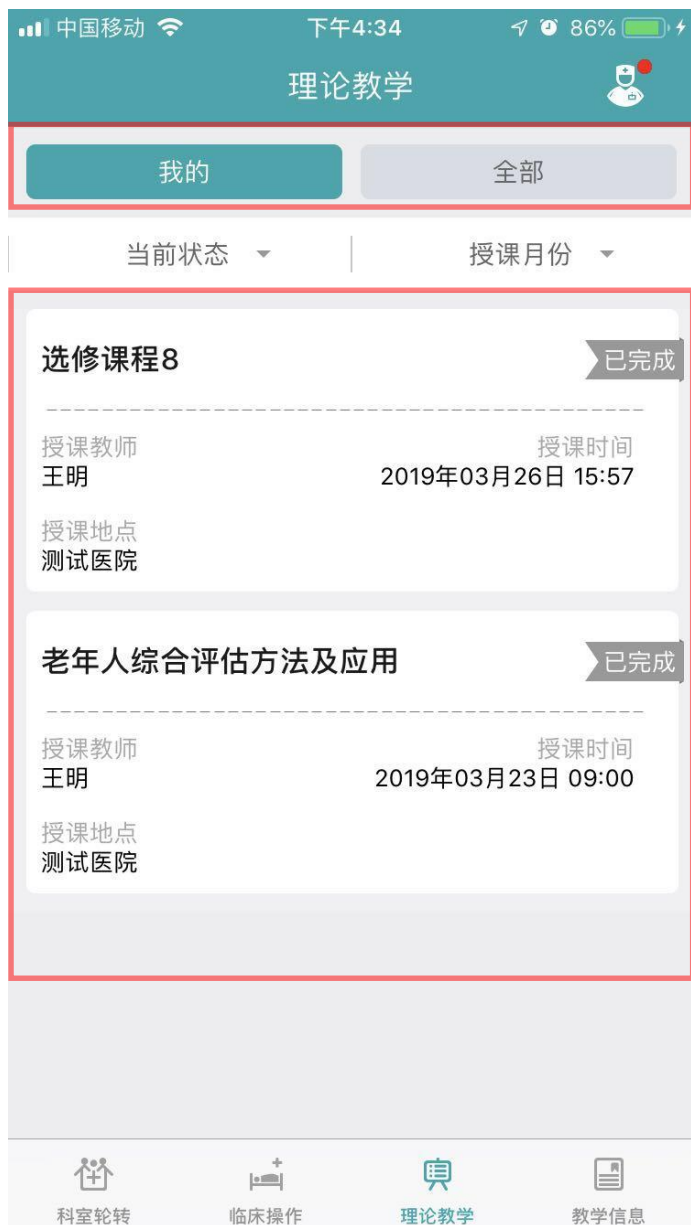 中国移动 下午4:34 86%
理论教学
我的 全部
当前状态 授课月份
选修课程8 已完成
授课教师 授课时间
王明 2019年03月26日 15:57
授课地点
测试医院
老年人综合评估方法及应用 已完成
授课教师 授课时间
王明 2019年03月23日 09:00
授课地点
测试医院
科室轮转 临床操作 理论教学 教学信息